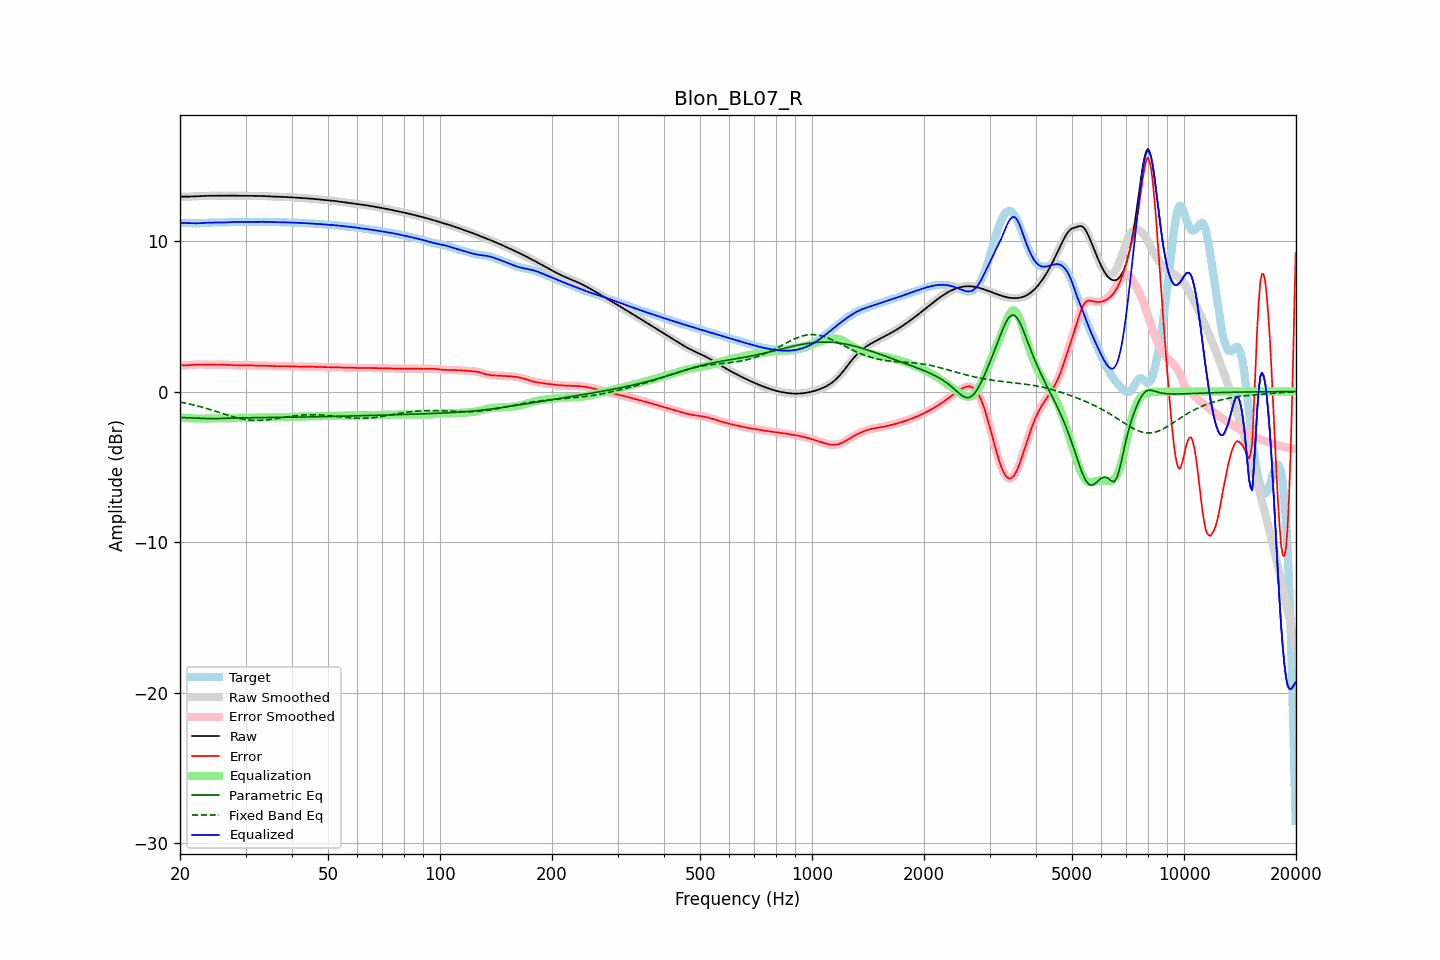 Blon_BL07_R
Amplitude (dBr)
10
0
−10
−20
−30
Target
Raw Smoothed
Error Smoothed
Raw
Error
Equalization
Parametric Eq
Fixed Band Eq
Equalized
20 50 100 200 500 1000 2000 5000 10000 20000
Frequency (Hz)